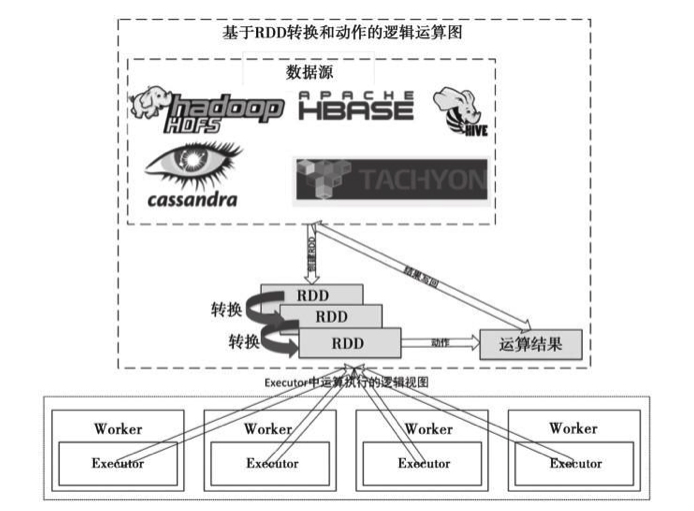 基于RDD转换和动作的逻辑运算图
数据源
hadoop
HDFS
APACHE
HBASE
HIVE
cassandra
TACHYON
创建RDD
结果写回
RDD
转换
RDD
转换
RDD
动作
运算结果
Executor中运算执行的逻辑视图
Worker
Worker
Worker
Worker
Executor
Executor
Executor
Executor